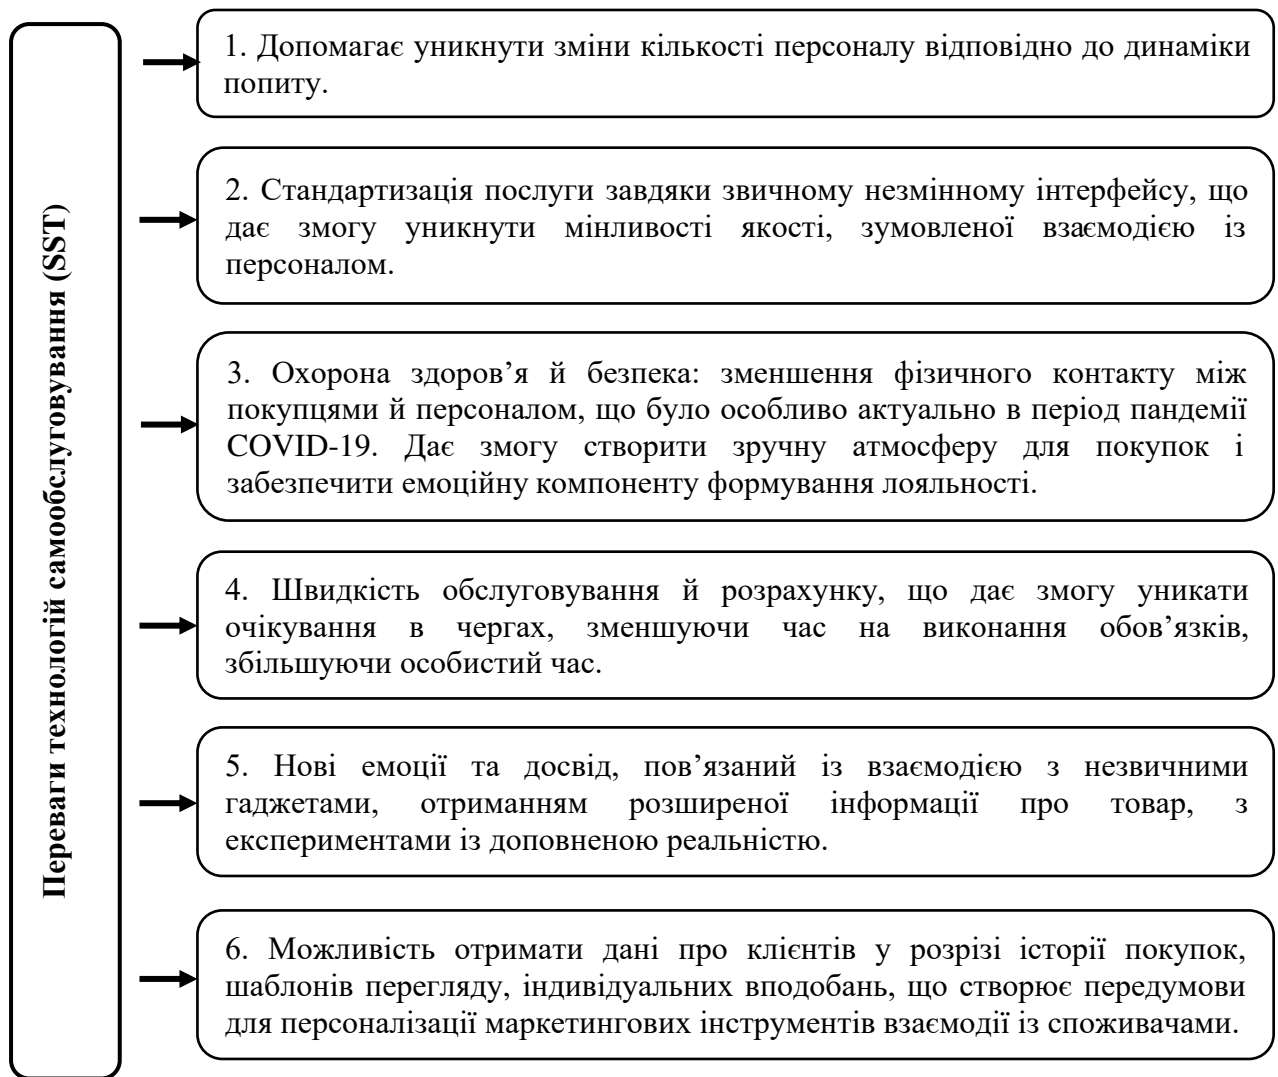 Переваги технологій самообслуговування (SST)
1. Допомагає уникнути зміни кількості персоналу відповідно до динаміки
попиту.
2. Стандартизація послуги завдяки звичному незмінному інтерфейсу, що
дає змогу уникнути мінливості якості, зумовленої взаємодією із
персоналом.
3. Охорона здоров’я й безпека: зменшення фізичного контакту між
покупцями й персоналом, що було особливо актуально в період пандемії
COVID-19. Дає змогу створити зручну атмосферу для покупок і
забезпечити емоційну компоненту формування лояльності.
4. Швидкість обслуговування й розрахунку, що дає змогу уникати
очікування в чергах, зменшуючи час на виконання обов’язків,
збільшуючи особистий час.
5. Нові емоції та досвід, пов’язаний із взаємодією з незвичними
гаджетами, отриманням розширеної інформації про товар, з
експериментами із доповненою реальністю.
6. Можливість отримати дані про клієнтів у розрізі історії покупок,
шаблонів перегляду, індивідуальних вподобань, що створює передумови
для персоналізації маркетингових інструментів взаємодії із споживачами.